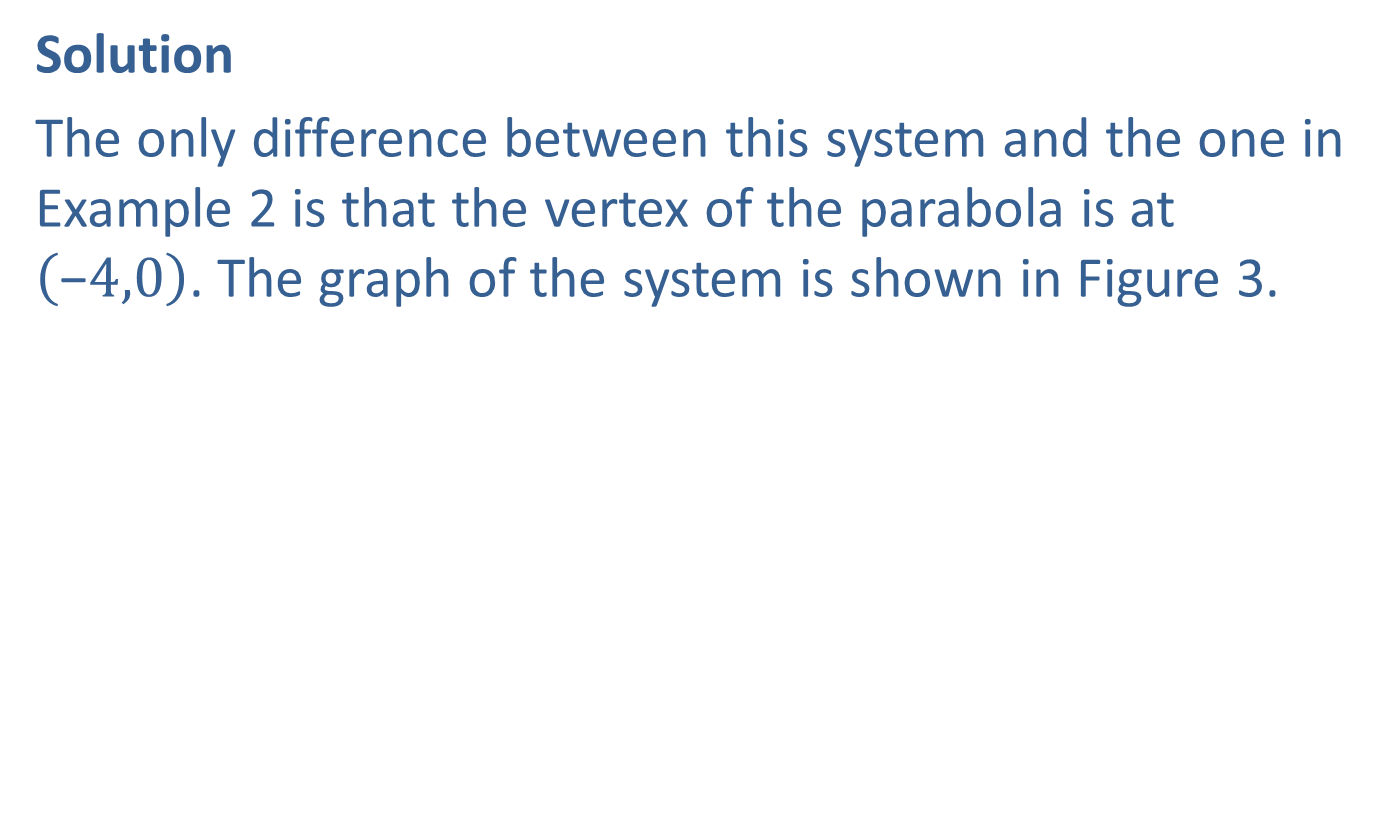 Solution
The only difference between this system and the one in
Example 2 is that the vertex of the parabola is at
(−4,0). The graph of the system is shown in Figure 3.